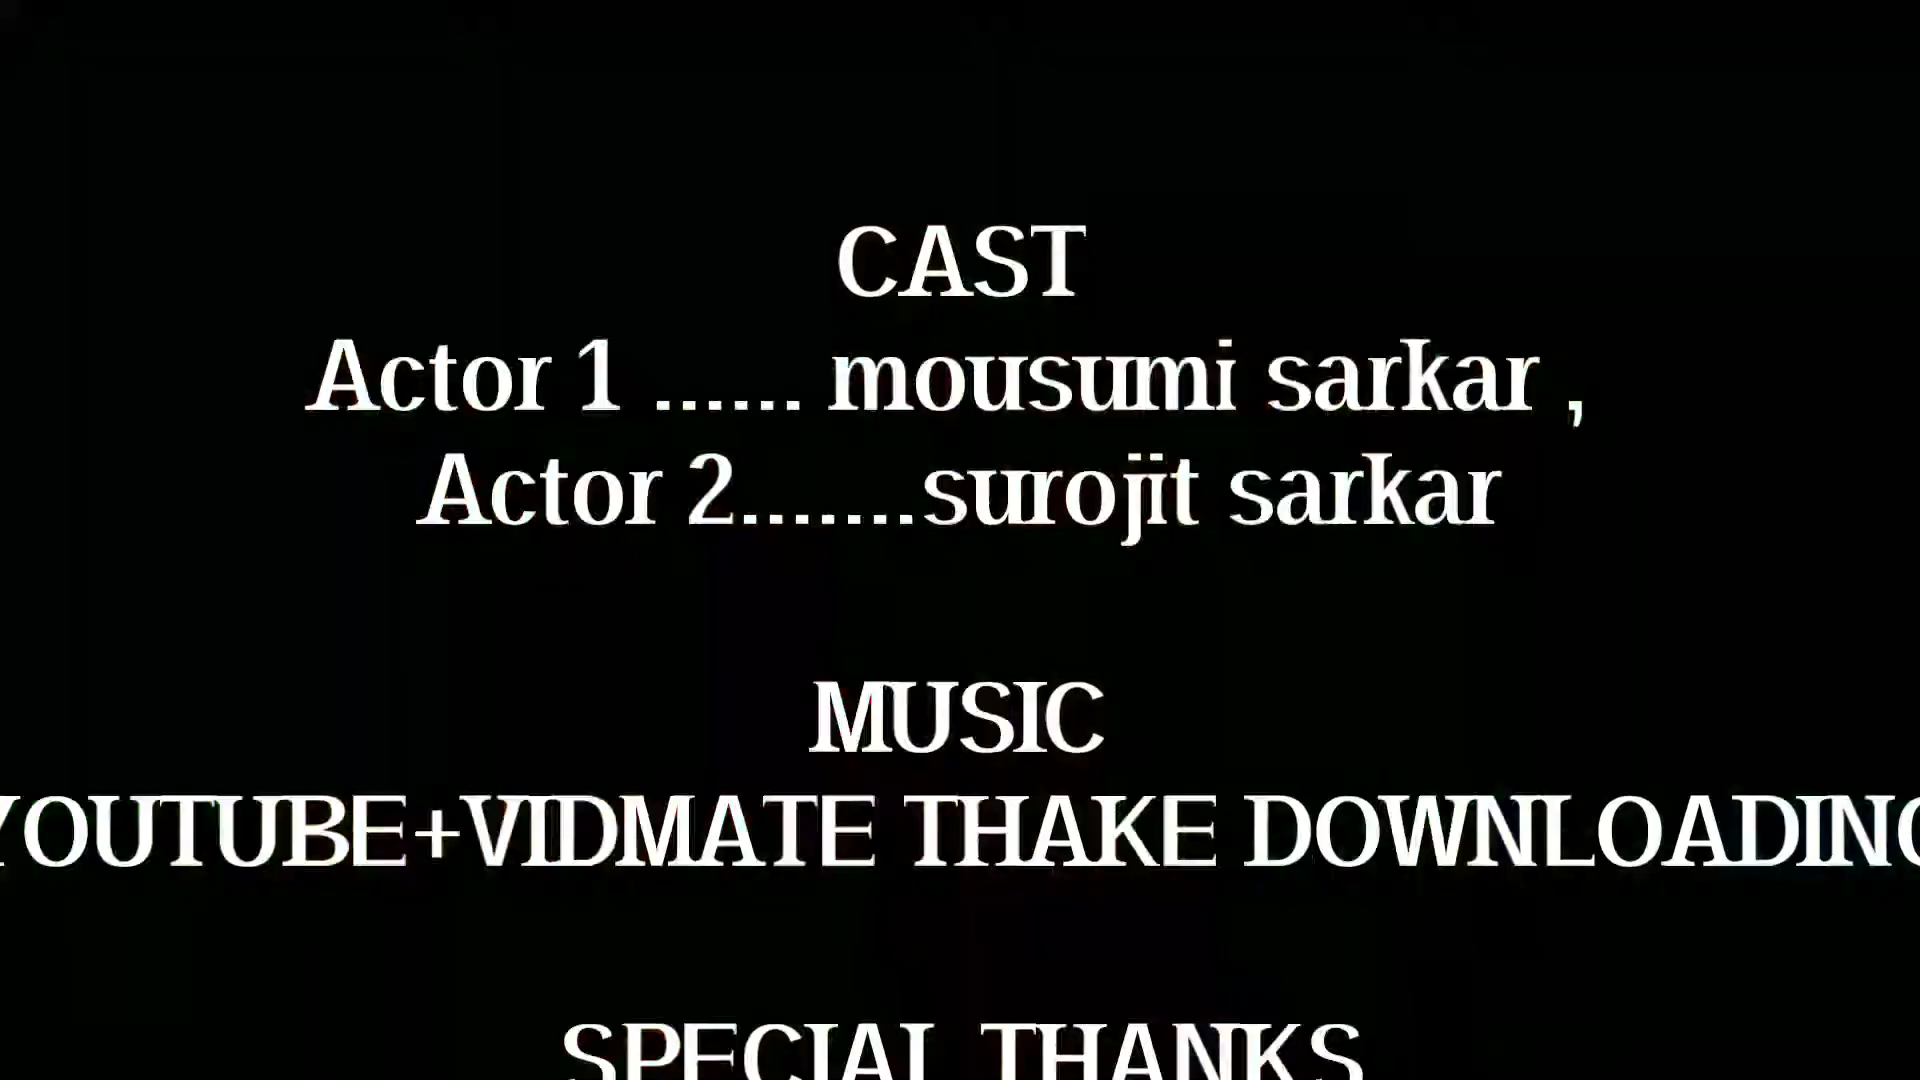 CAST
Actor 1 ...... mousumi sarkar ,
Actor 2.......surojit sarkar
MUSIC
YOUTUBE+VIDMATE THAKE DOWNLOADING
SPECIAL THANKS